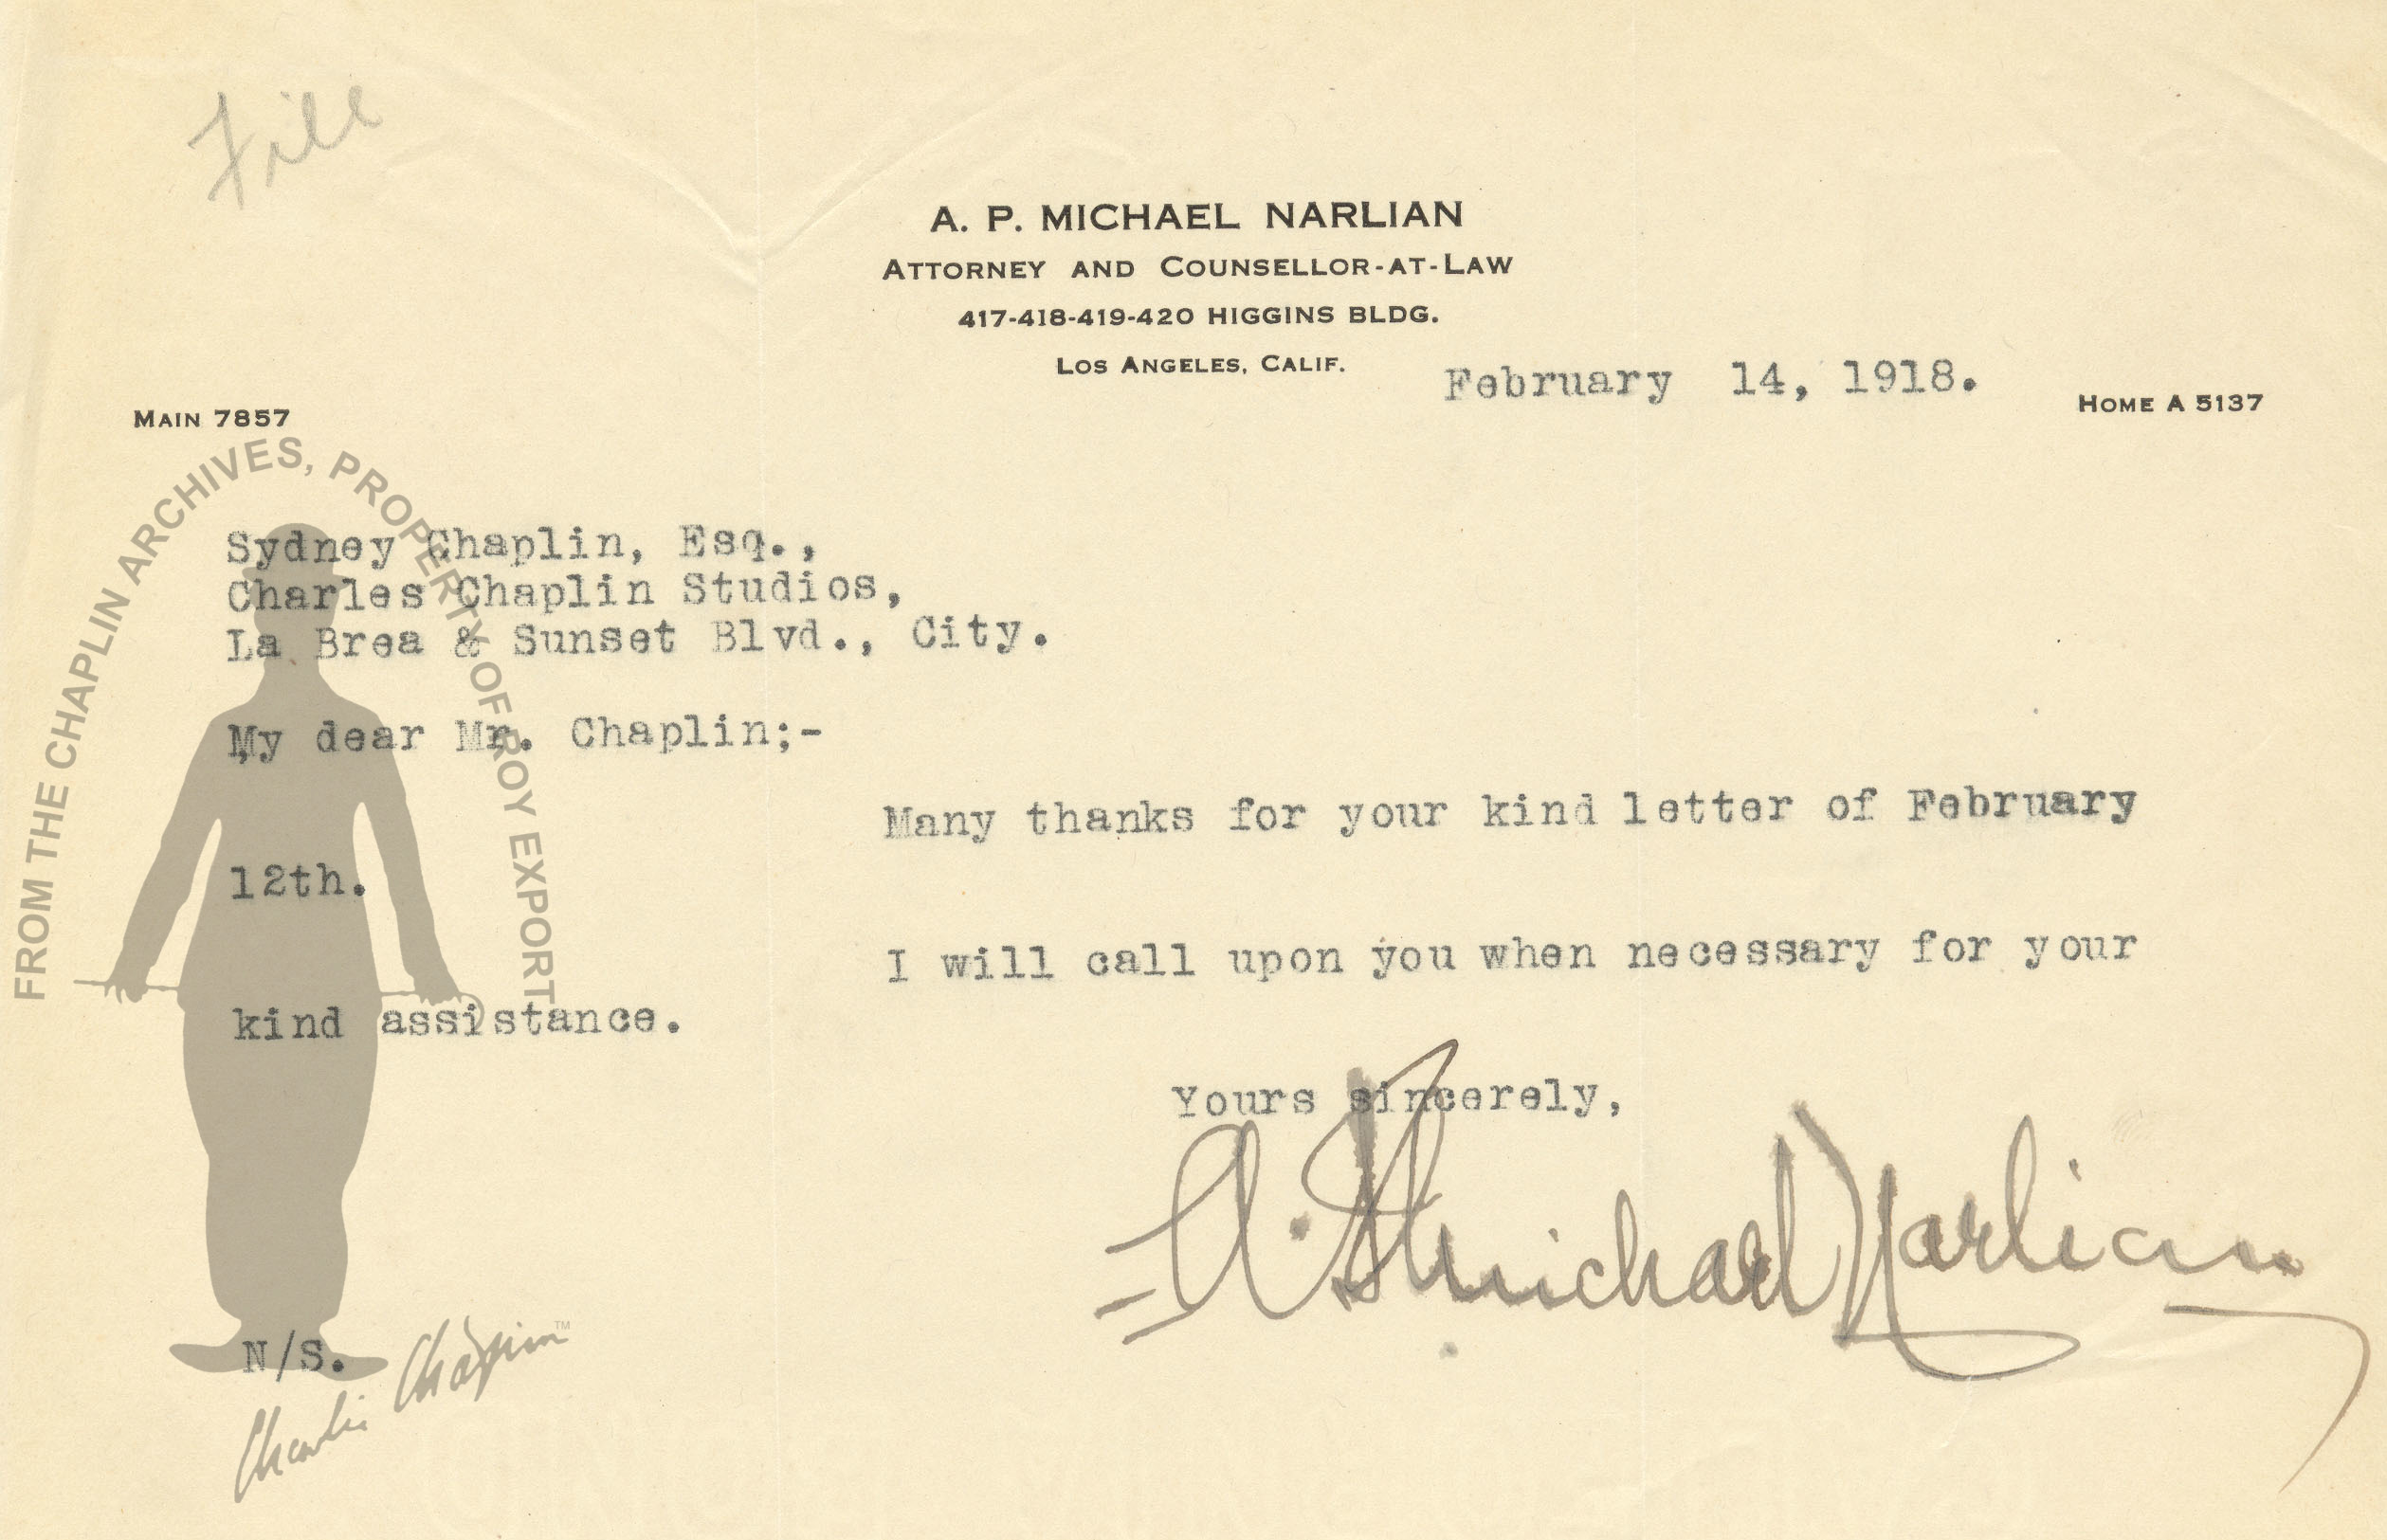 File
A. P. MICHAEL NARLIAN
ATTORNEY AND COUNSELLOR-AT-LAW
417-418-419-420 HIGGINS BLDG.
LOS ANGELES, CALIF.
February 14, 1918.
MAIN 7857
HOME A 5137
FROM THE CHAPLIN ARCHIVES, PROPERTY OF ROY EXPORT
Sydney Chaplin, Esq.,
Charles Chaplin Studios,
La Brea & Sunset Blvd., City.
My dear Mr. Chaplin;-
Many thanks for your kind letter of February
12th.
I will call upon you when necessary for your
kind assistance.
Yours sincerely,
A. P. Michael Narlian
N/S.
Charlie Chaplin™